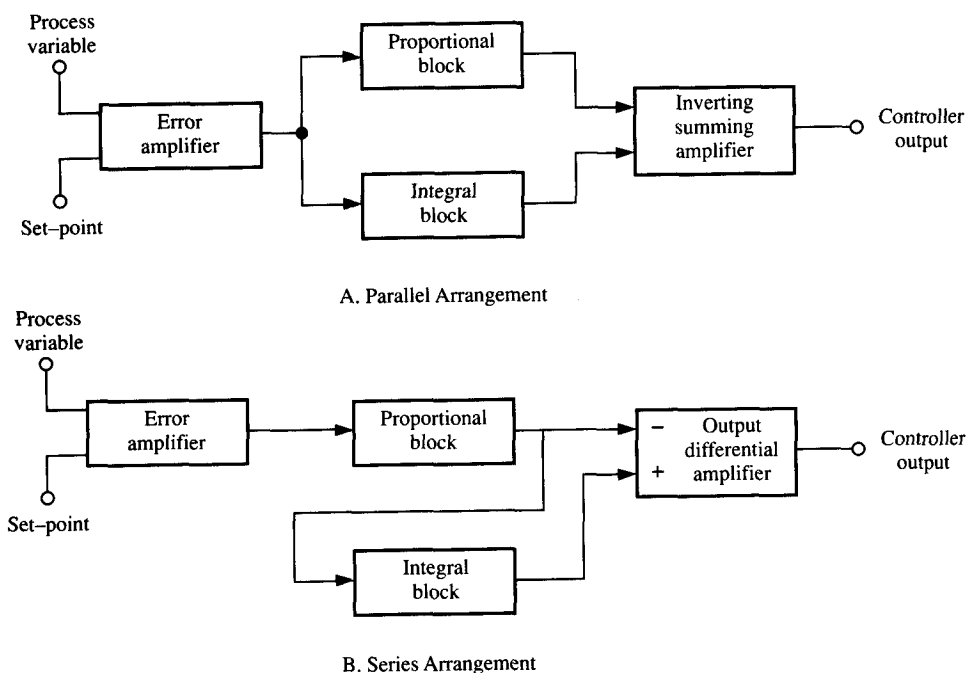 Process
variable
Set–point
Error
amplifier
Proportional
block
Integral
block
Inverting
summing
amplifier
Controller
output
A. Parallel Arrangement
Process
variable
Set–point
Error
amplifier
Proportional
block
Integral
block
– Output
differential
+ amplifier
Controller
output
B. Series Arrangement